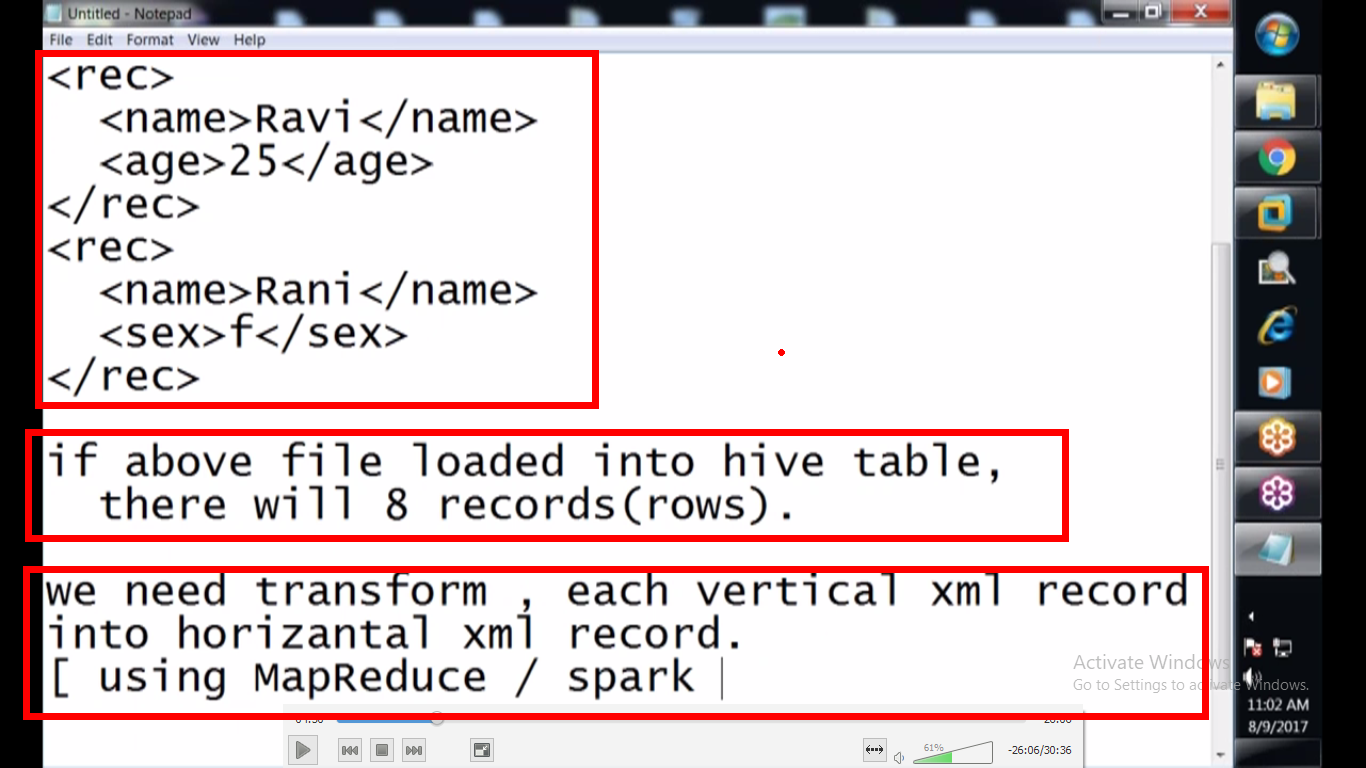 Untitled - Notepad
File Edit Format View Help
<rec>
  <name>Ravi</name>
  <age>25</age>
</rec>
<rec>
  <name>Rani</name>
  <sex>f</sex>
</rec>
if above file loaded into hive table,
  there will 8 records(rows).
we need transform , each vertical xml record
into horizantal xml record.
[ using MapReduce / spark
Activate Windows
Go to Settings to activate Windows.
11:02 AM
8/9/2017
61%
-26:06/30:36